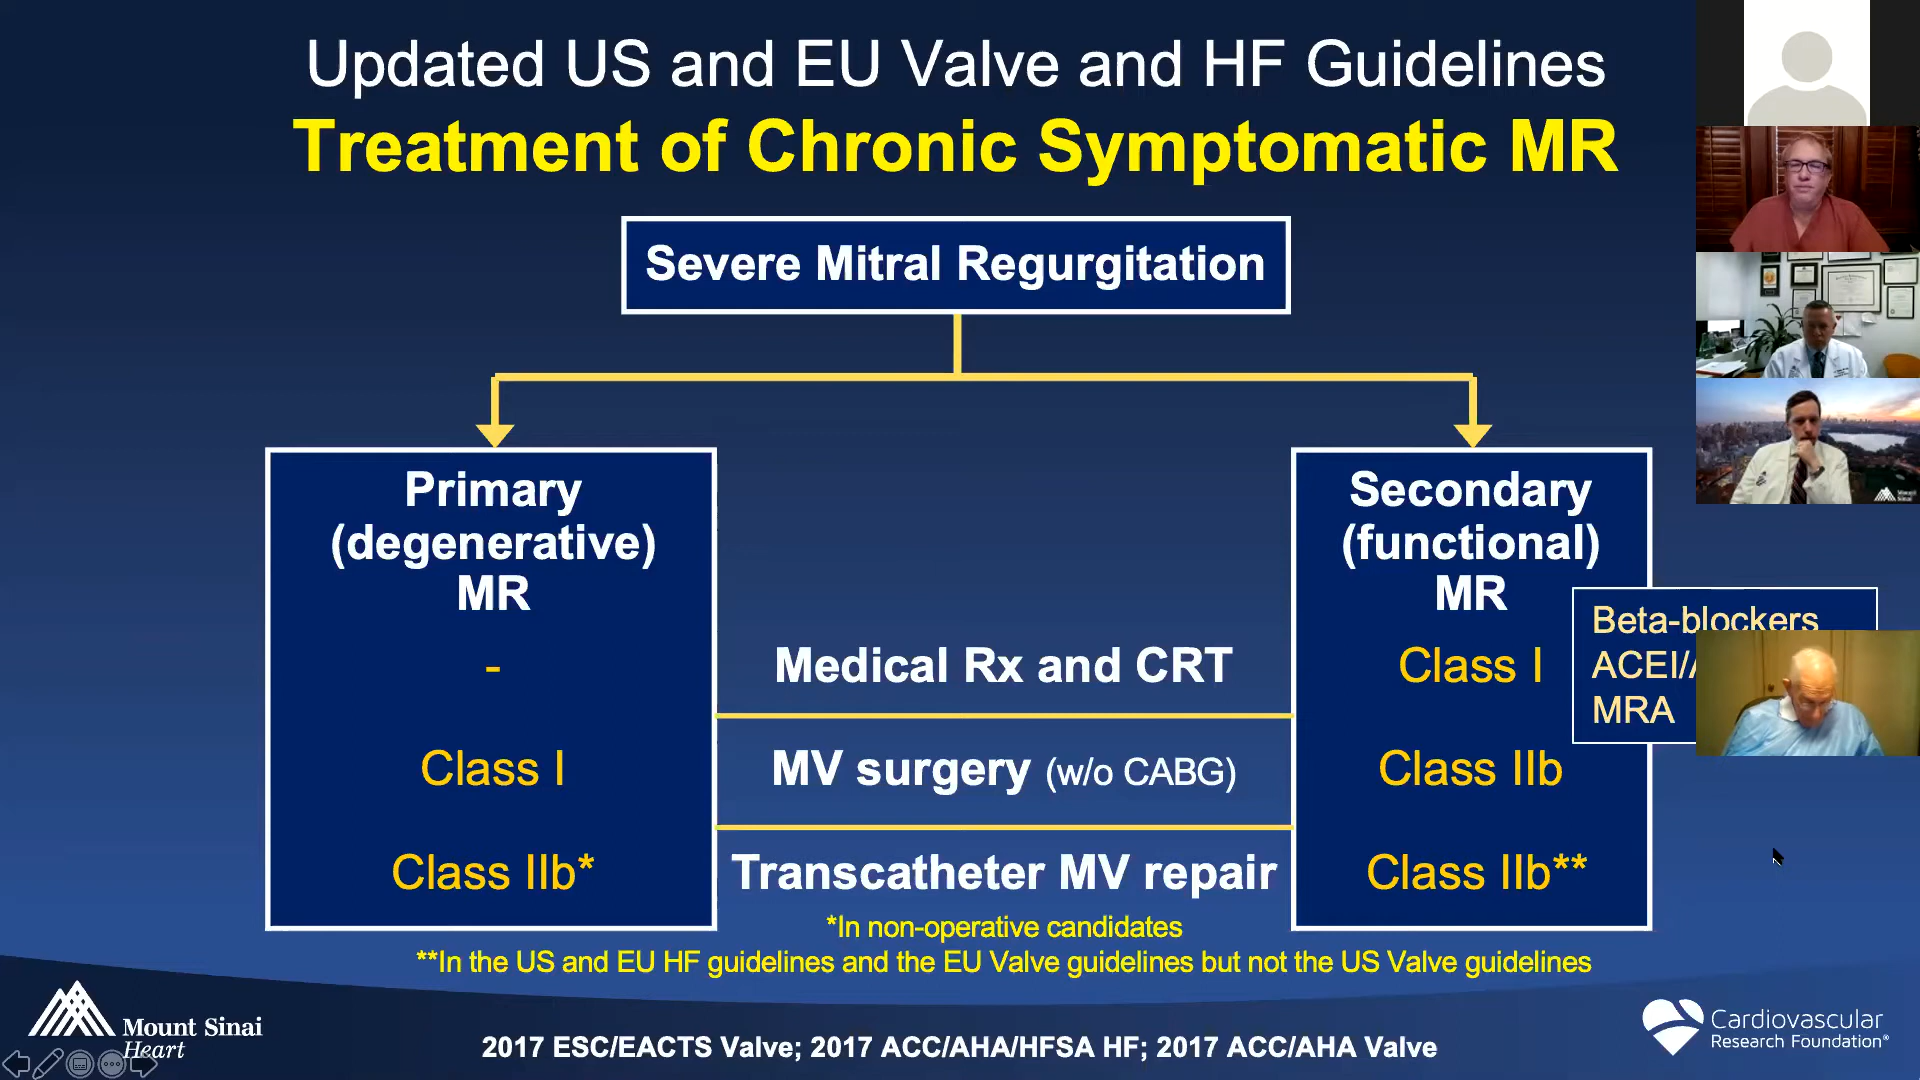 Updated US and EU Valve and HF Guidelines
Treatment of Chronic Symptomatic MR
Severe Mitral Regurgitation
Primary
(degenerative)
MR
-
Class I
Class IIb*
Medical Rx and CRT
MV surgery (w/o CABG)
Transcatheter MV repair
Secondary
(functional)
MR
Class I
Class IIb
Class IIb**
Beta-blockers
ACEI/
MRA
*In non-operative candidates
**In the US and EU HF guidelines and the EU Valve guidelines but not the US Valve guidelines
Mount Sinai
Heart
2017 ESC/EACTS Valve; 2017 ACC/AHA/HFSA HF; 2017 ACC/AHA Valve
Cardiovascular
Research Foundation®
Mount
Sinai